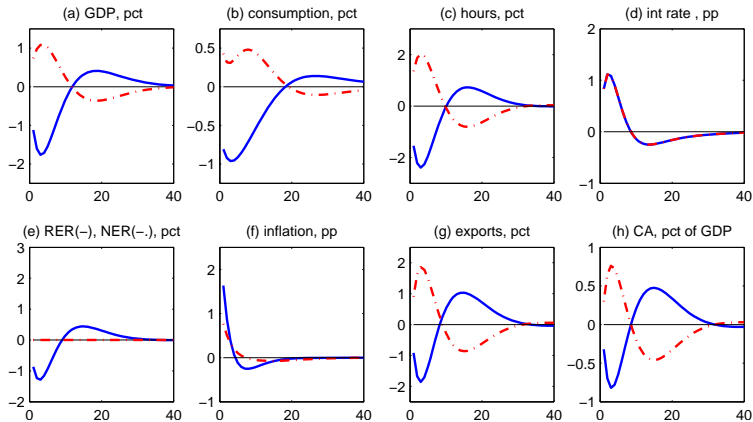 (a) GDP, pct
(b) consumption, pct
(c) hours, pct
(d) int rate , pp
1
0
−1
−2
0 20 40
0.5
0
−0.5
−1
0 20 40
2
0
−2
0 20 40
2
1
0
−1
0 20 40
(e) RER(−), NER(−.), pct
(f) inflation, pp
(g) exports, pct
(h) CA, pct of GDP
3
2
1
0
−1
−2
0 20 40
2
1
0
−1
0 20 40
2
1
0
−1
−2
0 20 40
1
0.5
0
−0.5
−1
0 20 40